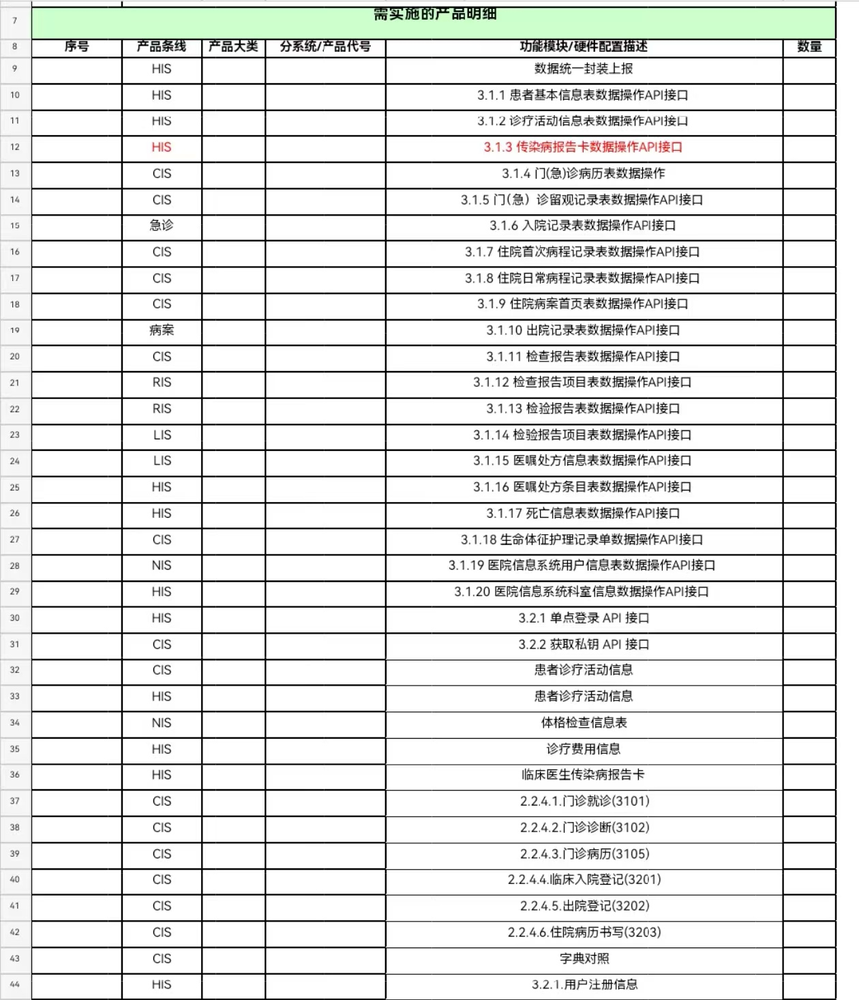 7 需实施的产品明细
8 序号 产品条线 产品大类 分系统/产品代号 功能模块/硬件配置描述 数量
9 HIS 数据统一封装上报
10 HIS 3.1.1 患者基本信息表数据操作API接口
11 HIS 3.1.2 诊疗活动信息表数据操作API接口
12 HIS 3.1.3 传染病报告卡数据操作API接口
13 CIS 3.1.4 门(急)诊病历表数据操作
14 CIS 3.1.5 门(急）诊留观记录表数据操作API接口
15 急诊 3.1.6 入院记录表数据操作API接口
16 CIS 3.1.7 住院首次病程记录表数据操作API接口
17 CIS 3.1.8 住院日常病程记录表数据操作API接口
18 CIS 3.1.9 住院病案首页表数据操作API接口
19 病案 3.1.10 出院记录表数据操作API接口
20 CIS 3.1.11 检查报告表数据操作API接口
21 RIS 3.1.12 检查报告项目表数据操作API接口
22 RIS 3.1.13 检验报告表数据操作API接口
23 LIS 3.1.14 检验报告项目表数据操作API接口
24 LIS 3.1.15 医嘱处方信息表数据操作API接口
25 HIS 3.1.16 医嘱处方条目表数据操作API接口
26 HIS 3.1.17 死亡信息表数据操作API接口
27 CIS 3.1.18 生命体征护理记录单数据操作API接口
28 NIS 3.1.19 医院信息系统用户信息表数据操作API接口
29 HIS 3.1.20 医院信息系统科室信息数据操作API接口
30 HIS 3.2.1 单点登录 API 接口
31 CIS 3.2.2 获取私钥 API 接口
32 CIS 患者诊疗活动信息
33 HIS 患者诊疗活动信息
34 NIS 体格检查信息表
35 HIS 诊疗费用信息
36 HIS 临床医生传染病报告卡
37 CIS 2.2.4.1.门诊就诊(3101)
38 CIS 2.2.4.2.门诊诊断(3102)
39 CIS 2.2.4.3.门诊病历(3105)
40 CIS 2.2.4.4.临床入院登记(3201)
41 CIS 2.2.4.5.出院登记(3202)
42 CIS 2.2.4.6.住院病历书写(3203)
43 CIS 字典对照
44 HIS 3.2.1.用户注册信息